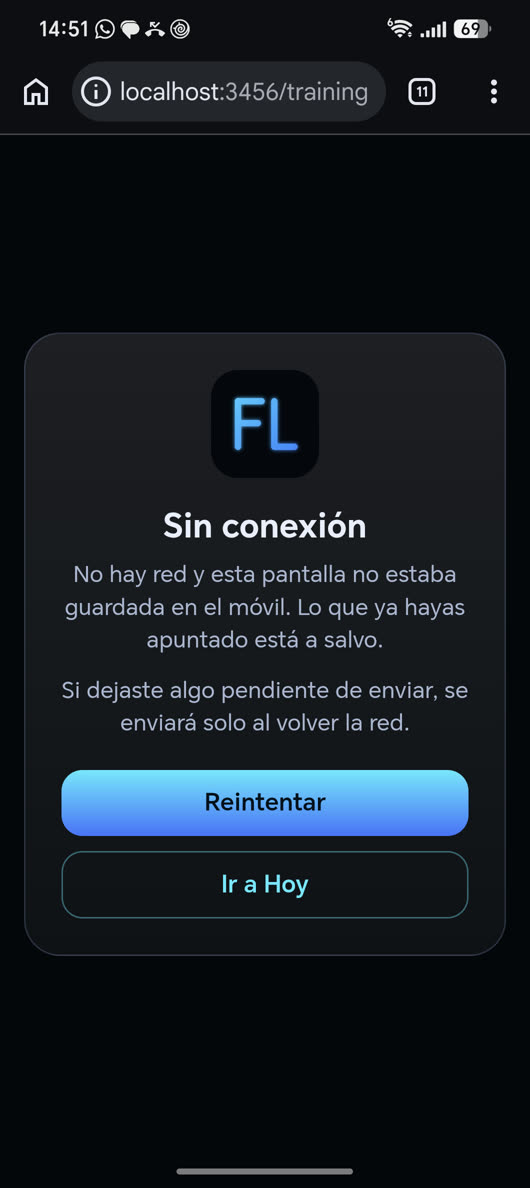 14:51
6
69
localhost:3456/training
11
FL
Sin conexión
No hay red y esta pantalla no estaba
guardada en el móvil. Lo que ya hayas
apuntado está a salvo.
Si dejaste algo pendiente de enviar, se
enviará solo al volver la red.
Reintentar
Ir a Hoy